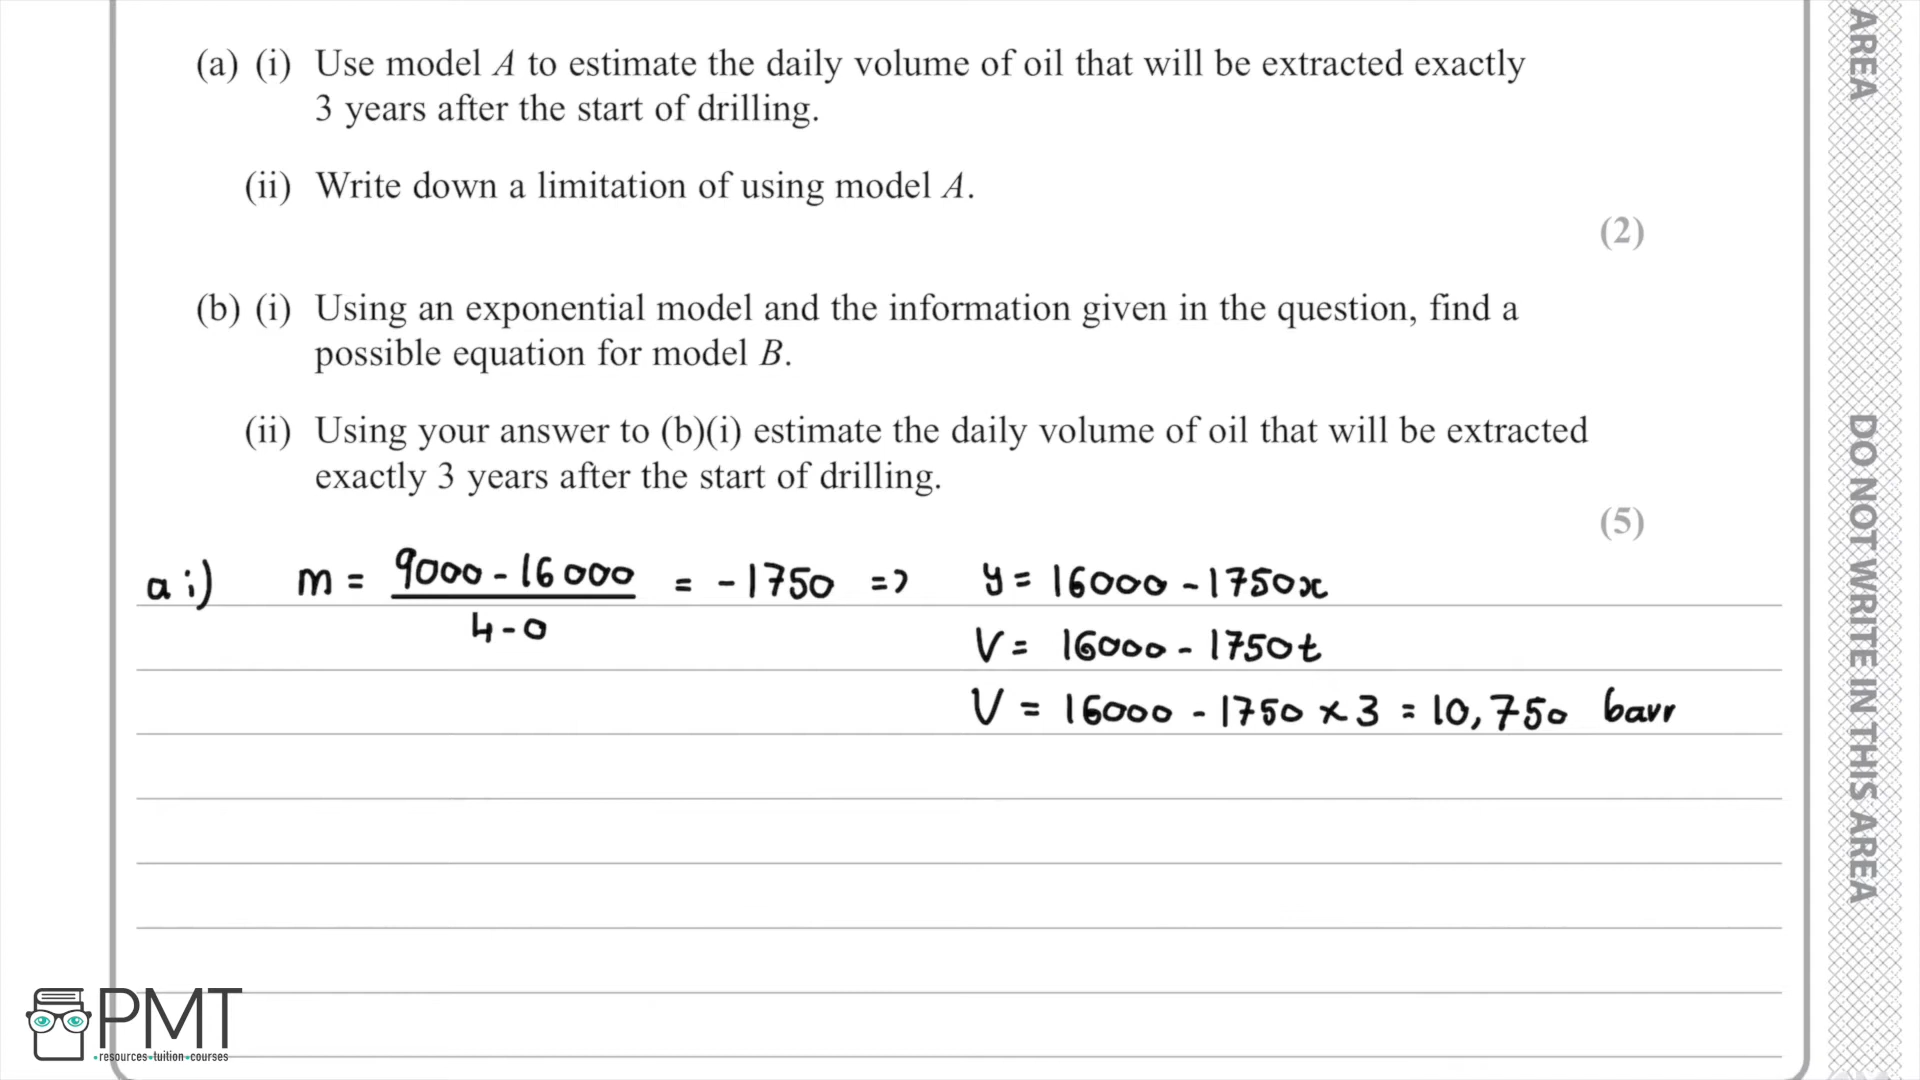 (a) (i) Use model A to estimate the daily volume of oil that will be extracted exactly
3 years after the start of drilling.
(ii) Write down a limitation of using model A.
(2)
(b) (i) Using an exponential model and the information given in the question, find a
possible equation for model B.
(ii) Using your answer to (b)(i) estimate the daily volume of oil that will be extracted
exactly 3 years after the start of drilling.
(5)
a i) m = 9000 - 16000 / 4 - 0 = -1750 => y = 16000 - 1750x
V = 16000 - 1750t
V = 16000 - 1750 × 3 = 10,750 barr
AREA
DO NOT WRITE IN THIS AREA
PMT
resources•tuition•courses